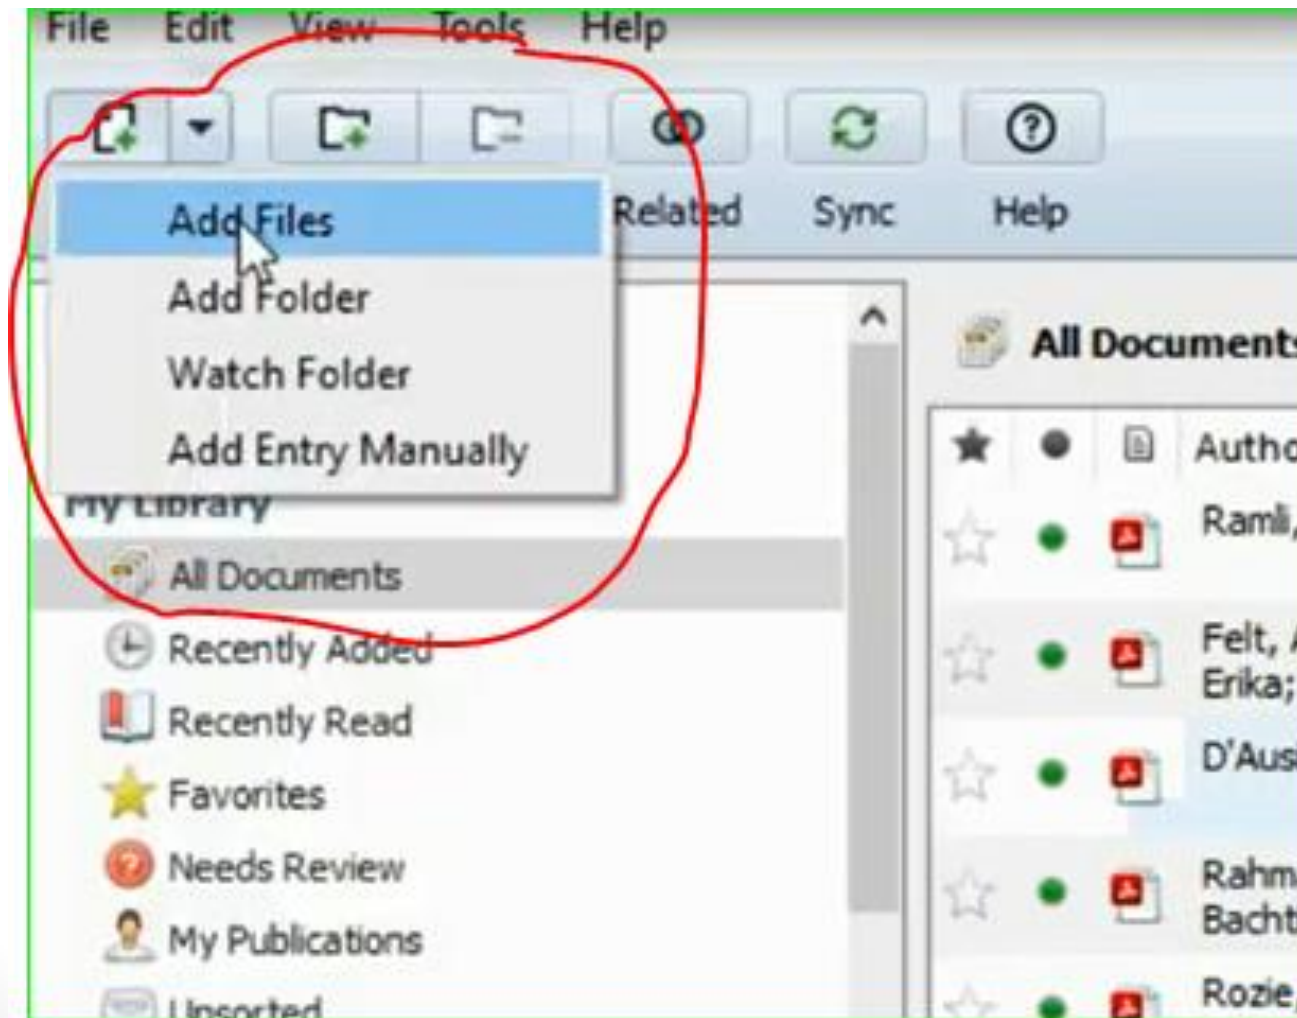 File Edit View Tools Help
Related Sync Help
Add Files
Add Folder
Watch Folder
Add Entry Manually
My Library
All Documents
Recently Added
Recently Read
Favorites
Needs Review
My Publications
Unsorted
All Documents
Autho
Ramli,
Felt, A
Erika;
D'Aus
Rahma
Bacht
Rozie,